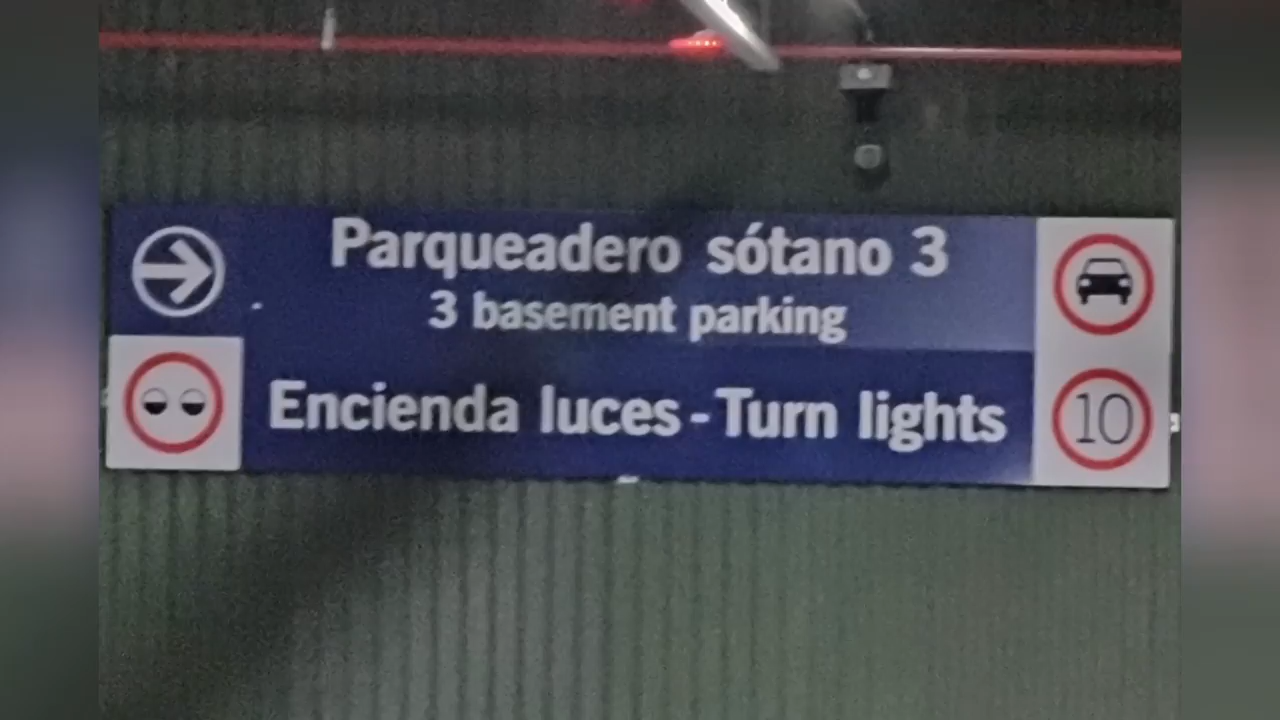 Parqueadero sótano 3
3 basement parking
Encienda luces - Turn lights
10